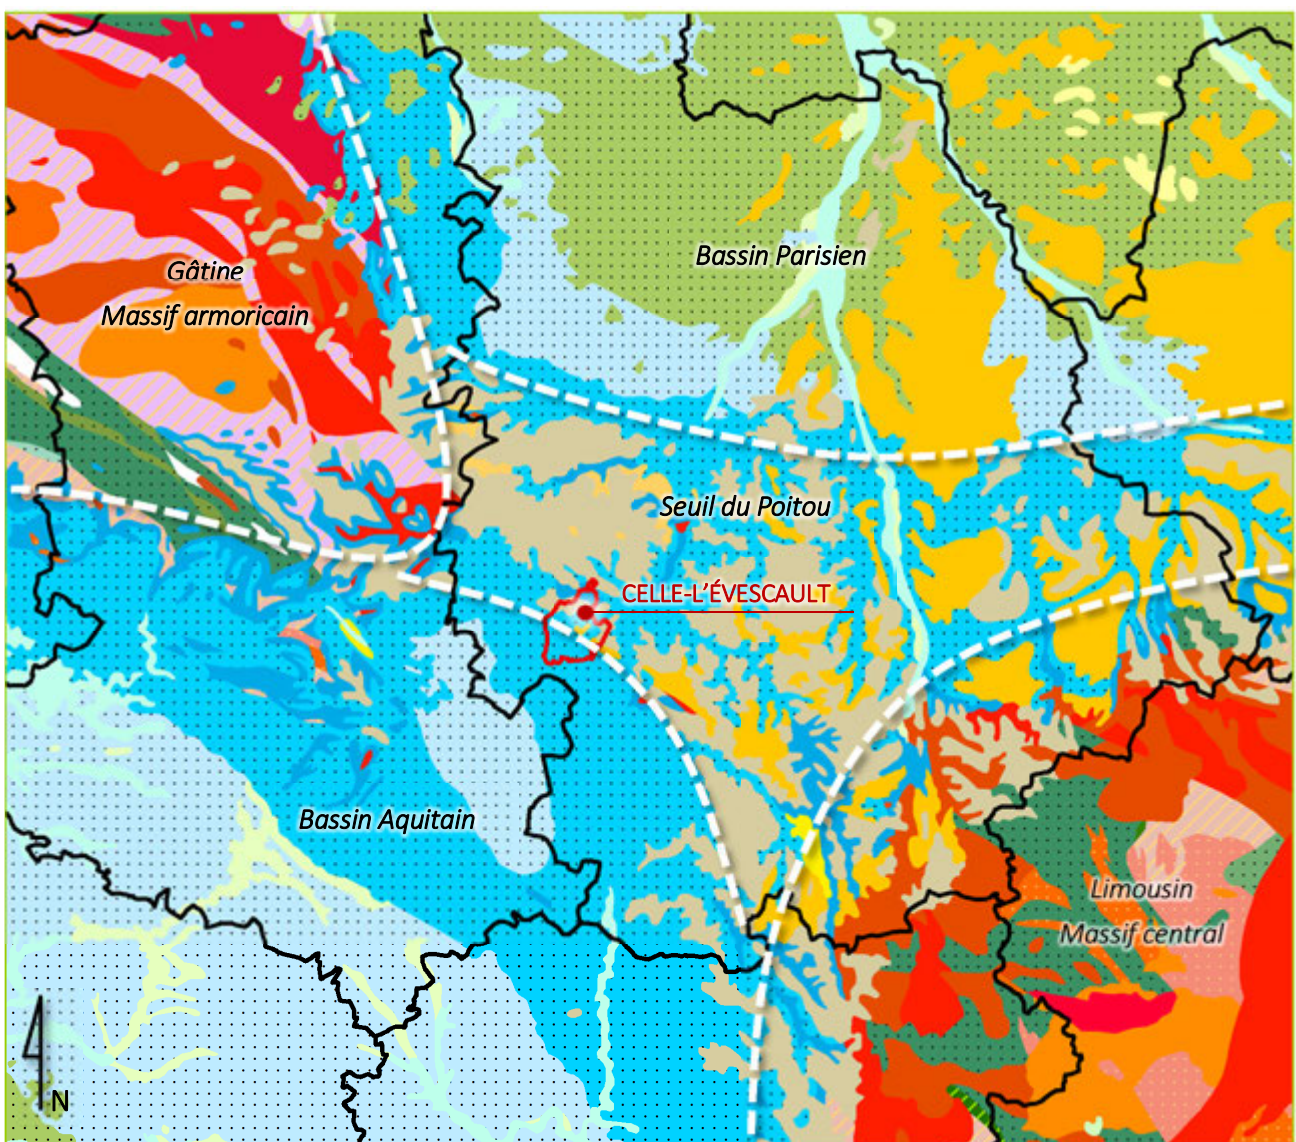 Bassin Parisien
Gâtine
Massif armoricain
Seuil du Poitou
CELLE-L'ÉVESCAULT
Bassin Aquitain
Limousin
Massif central
N